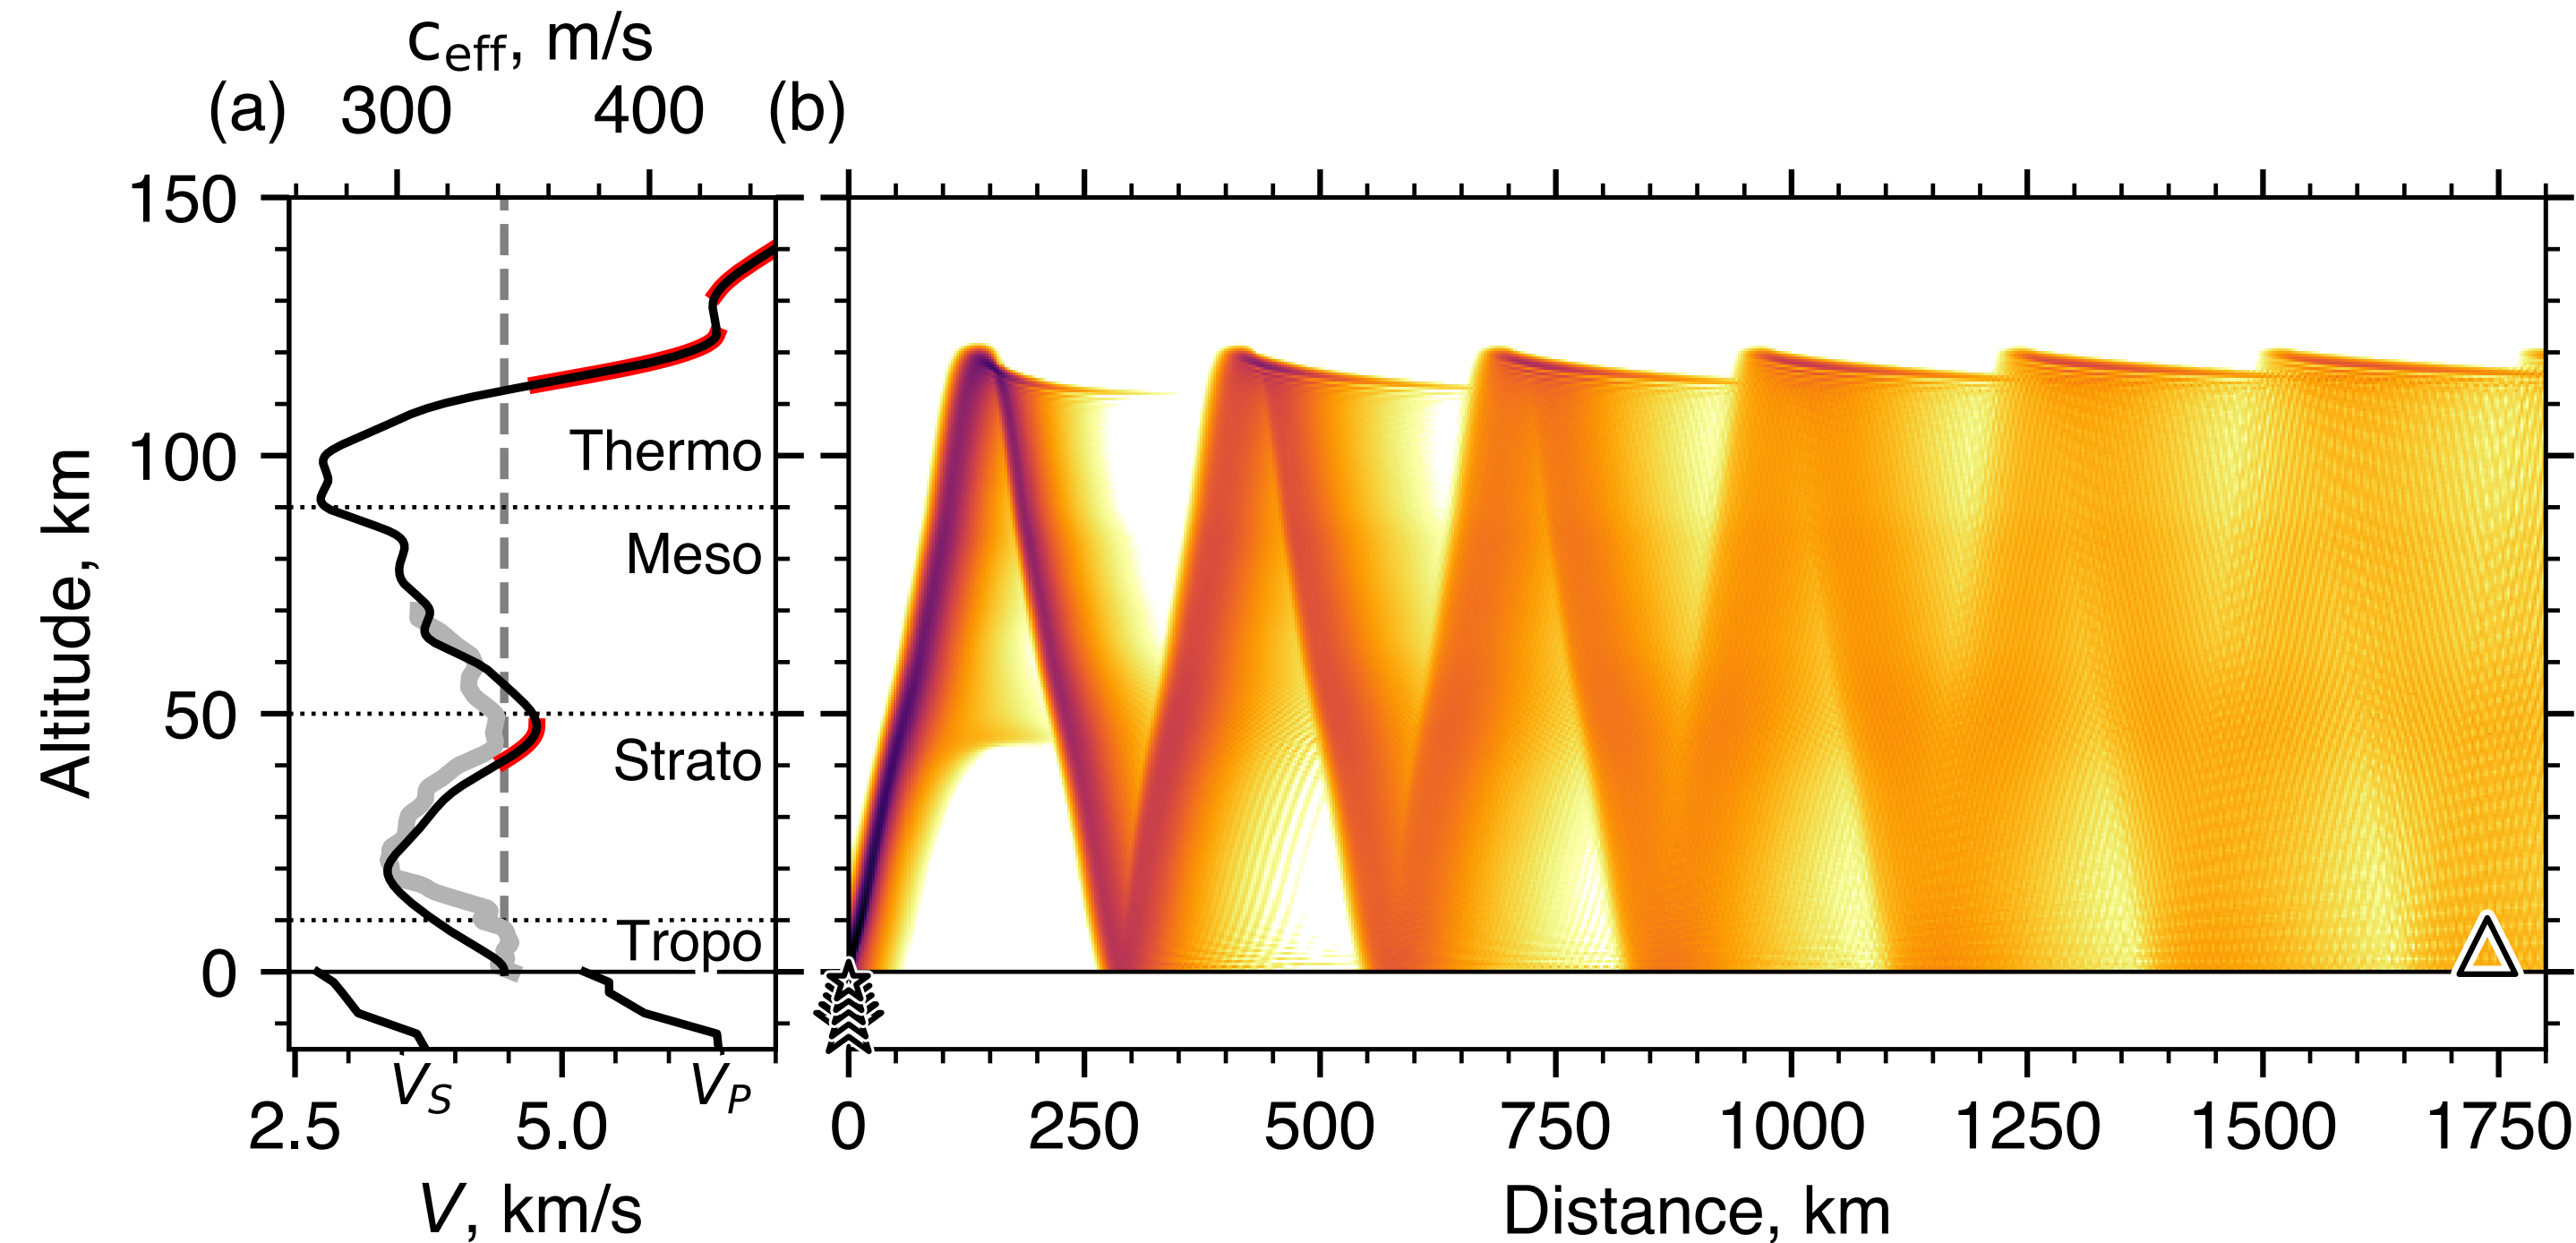 c_eff, m/s
(a) 300 400 (b)
150
100
50
0
Altitude, km
Thermo
Meso
Strato
Tropo
V_S V_P
2.5 5.0
V, km/s
0 250 500 750 1000 1250 1500 1750
Distance, km